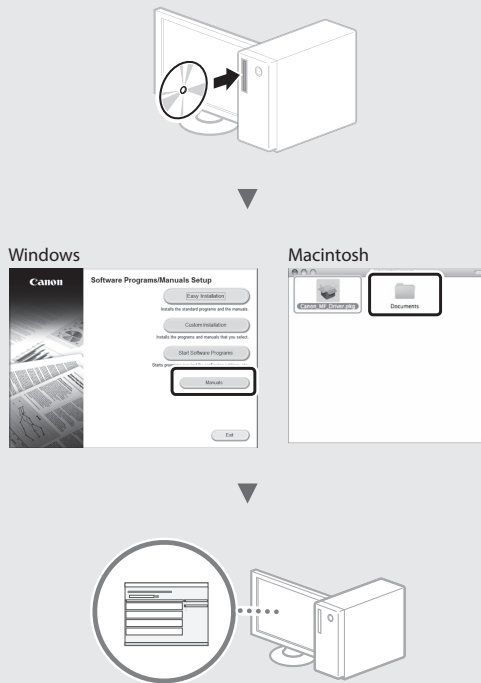 Windows
Macintosh
Canon
Software Programs/Manuals Setup
Easy Installation
Installs the standard programs and the manuals.
Custom Installation
Installs the programs and manuals that you select.
Start Software Programs
Manuals
Exit
Canon_MF_Driver.pkg
Documents